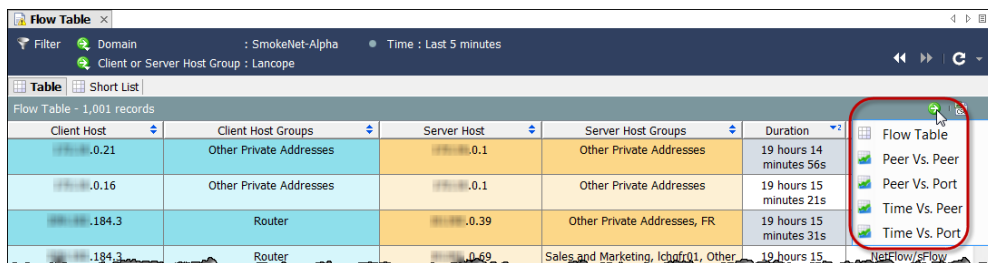 Flow Table
Filter Domain : SmokeNet-Alpha Time : Last 5 minutes
Client or Server Host Group : Lancope
Table Short List
Flow Table - 1,001 records
Client Host Client Host Groups Server Host Server Host Groups Duration 2
.0.21 Other Private Addresses .0.1 Other Private Addresses 19 hours 14
minutes 56s
.0.16 Other Private Addresses .0.1 Other Private Addresses 19 hours 15
minutes 21s
.184.3 Router .0.39 Other Private Addresses, FR 19 hours 15
minutes 31s
.184.3 Router .0.69 Sales and Marketing, lchgfr01, Other 19 hours 15 NetFlow/sFlow
Flow Table
Peer Vs. Peer
Peer Vs. Port
Time Vs. Peer
Time Vs. Port